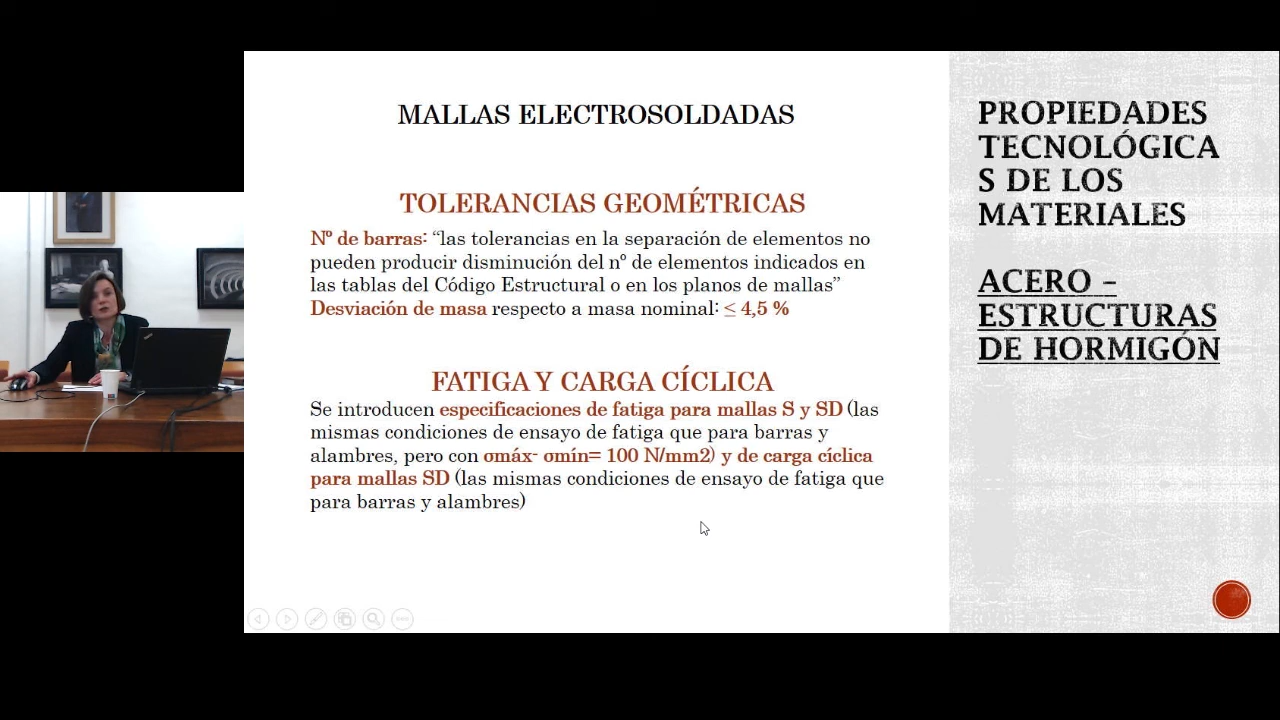 MALLAS ELECTROSOLDADAS
TOLERANCIAS GEOMÉTRICAS
Nº de barras: “las tolerancias en la separación de elementos no
pueden producir disminución del nº de elementos indicados en
las tablas del Código Estructural o en los planos de mallas”
Desviación de masa respecto a masa nominal: ≤ 4,5 %
FATIGA Y CARGA CÍCLICA
Se introducen especificaciones de fatiga para mallas S y SD (las
mismas condiciones de ensayo de fatiga que para barras y
alambres, pero con σmáx- σmín= 100 N/mm2) y de carga cíclica
para mallas SD (las mismas condiciones de ensayo de fatiga que
para barras y alambres)
PROPIEDADES
TECNOLÓGICA
S DE LOS
MATERIALES
ACERO –
ESTRUCTURAS
DE HORMIGÓN